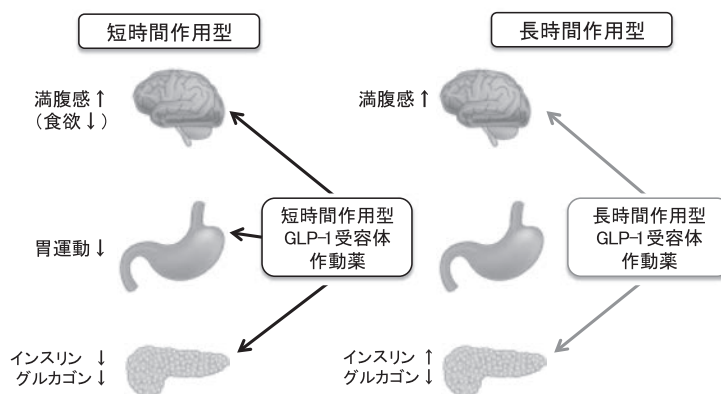 短時間作用型
満腹感↑
(食欲↓)
胃運動↓
インスリン ↓
グルカゴン↓
短時間作用型
GLP-1受容体
作動薬
長時間作用型
満腹感↑
インスリン ↑
グルカゴン↓
長時間作用型
GLP-1受容体
作動薬